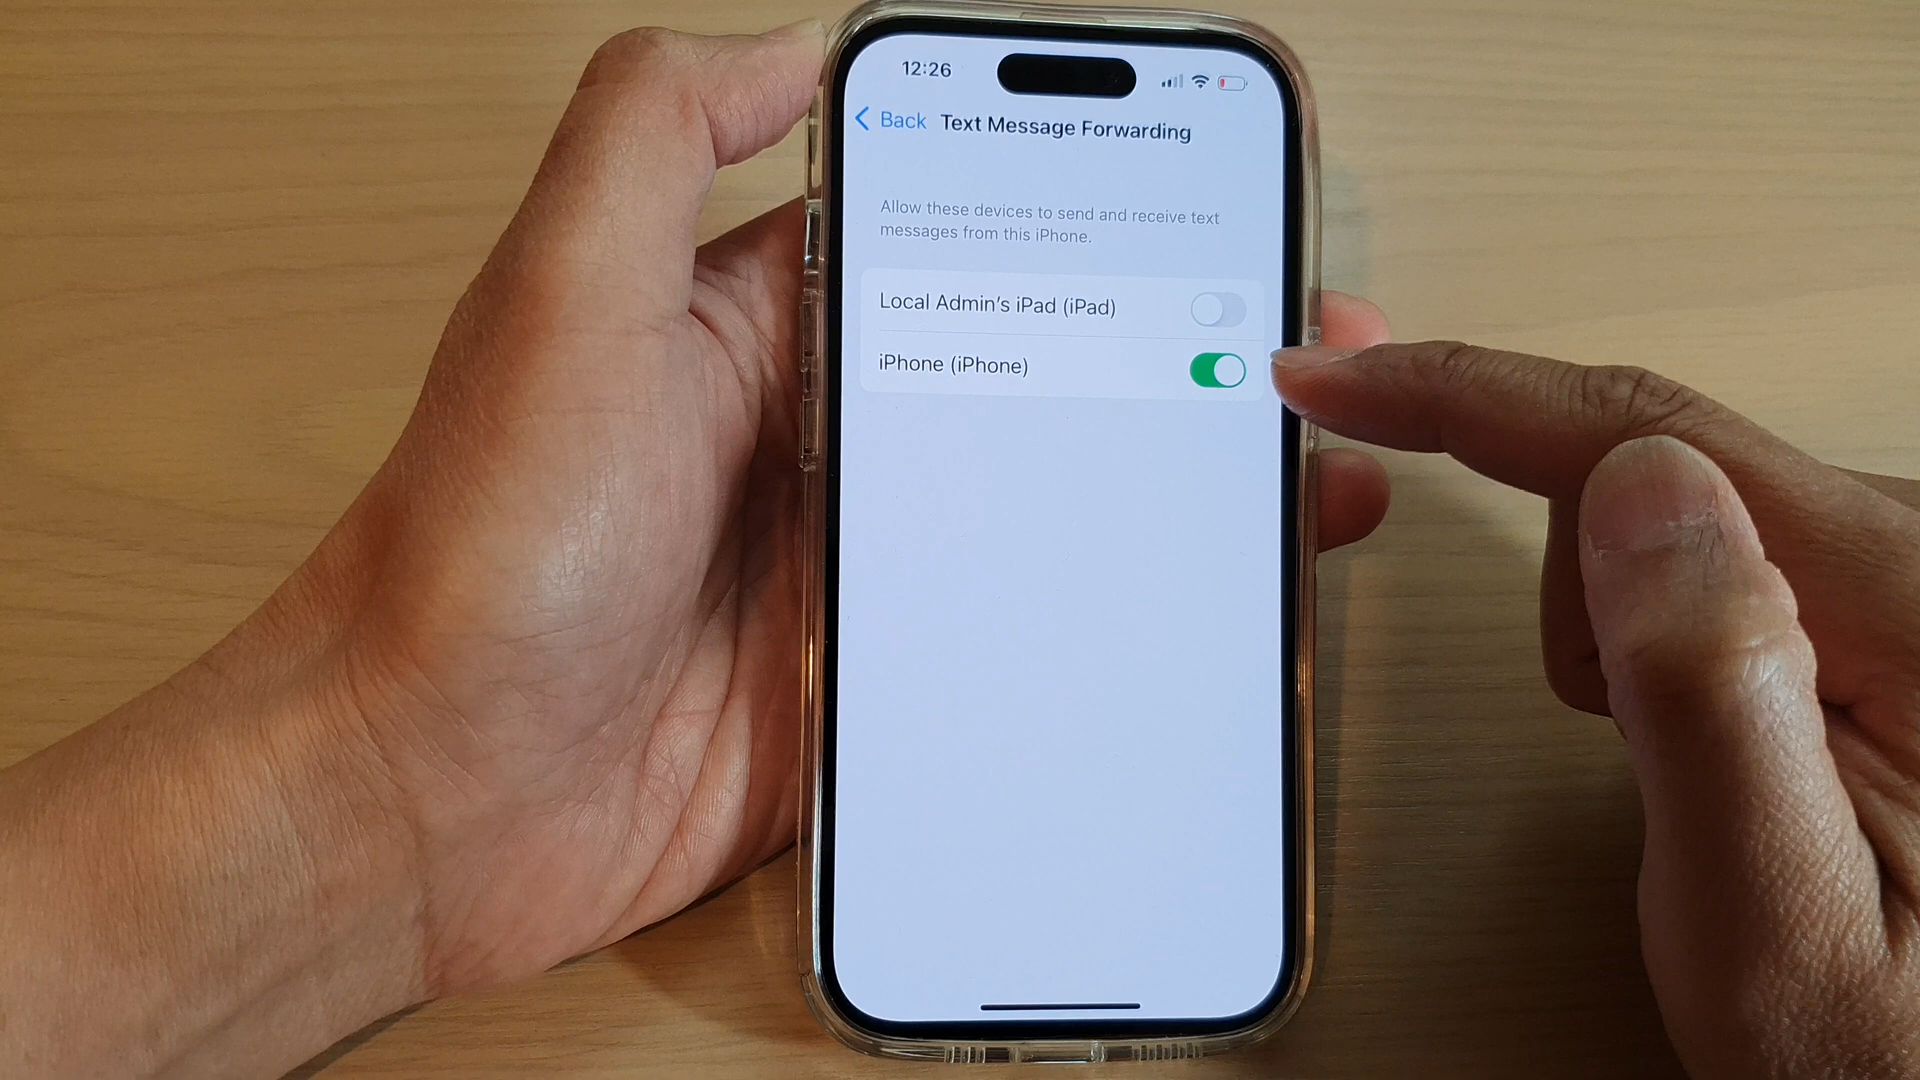 12:26
Back Text Message Forwarding
Allow these devices to send and receive text
messages from this iPhone.
Local Admin's iPad (iPad)
iPhone (iPhone)